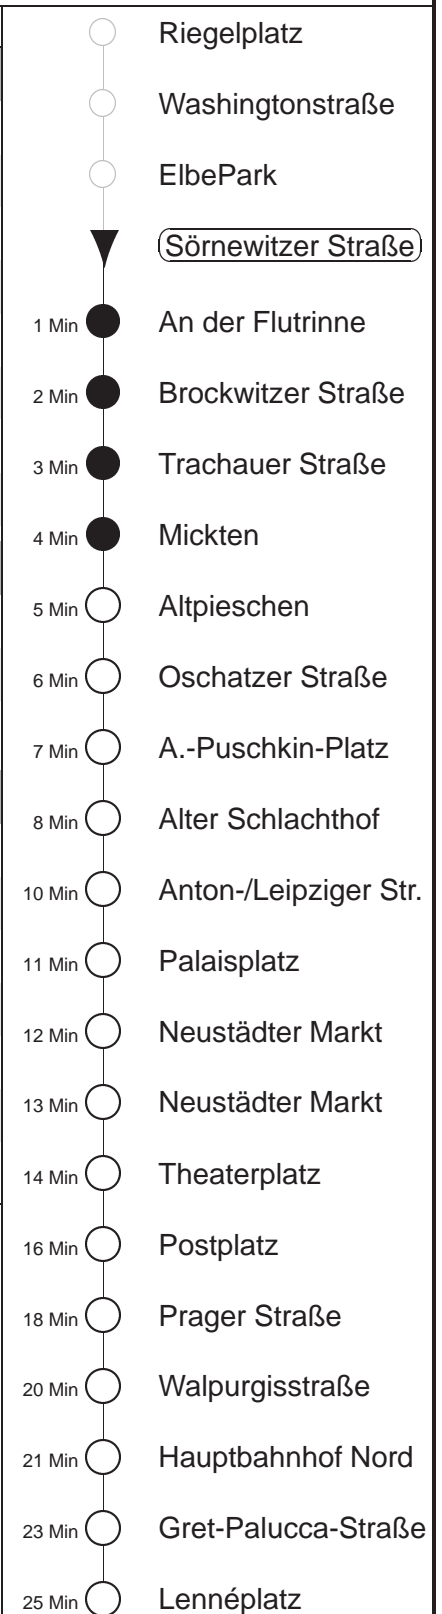 Riegelplatz
Washingtonstraße
ElbePark
Sörnewitzer Straße
1 Min An der Flutrinne
2 Min Brockwitzer Straße
3 Min Trachauer Straße
4 Min Mickten
5 Min Altpieschen
6 Min Oschatzer Straße
7 Min A.-Puschkin-Platz
8 Min Alter Schlachthof
10 Min Anton-/Leipziger Str.
11 Min Palaisplatz
12 Min Neustädter Markt
13 Min Neustädter Markt
14 Min Theaterplatz
16 Min Postplatz
18 Min Prager Straße
20 Min Walpurgisstraße
21 Min Hauptbahnhof Nord
23 Min Gret-Palucca-Straße
25 Min Lennéplatz